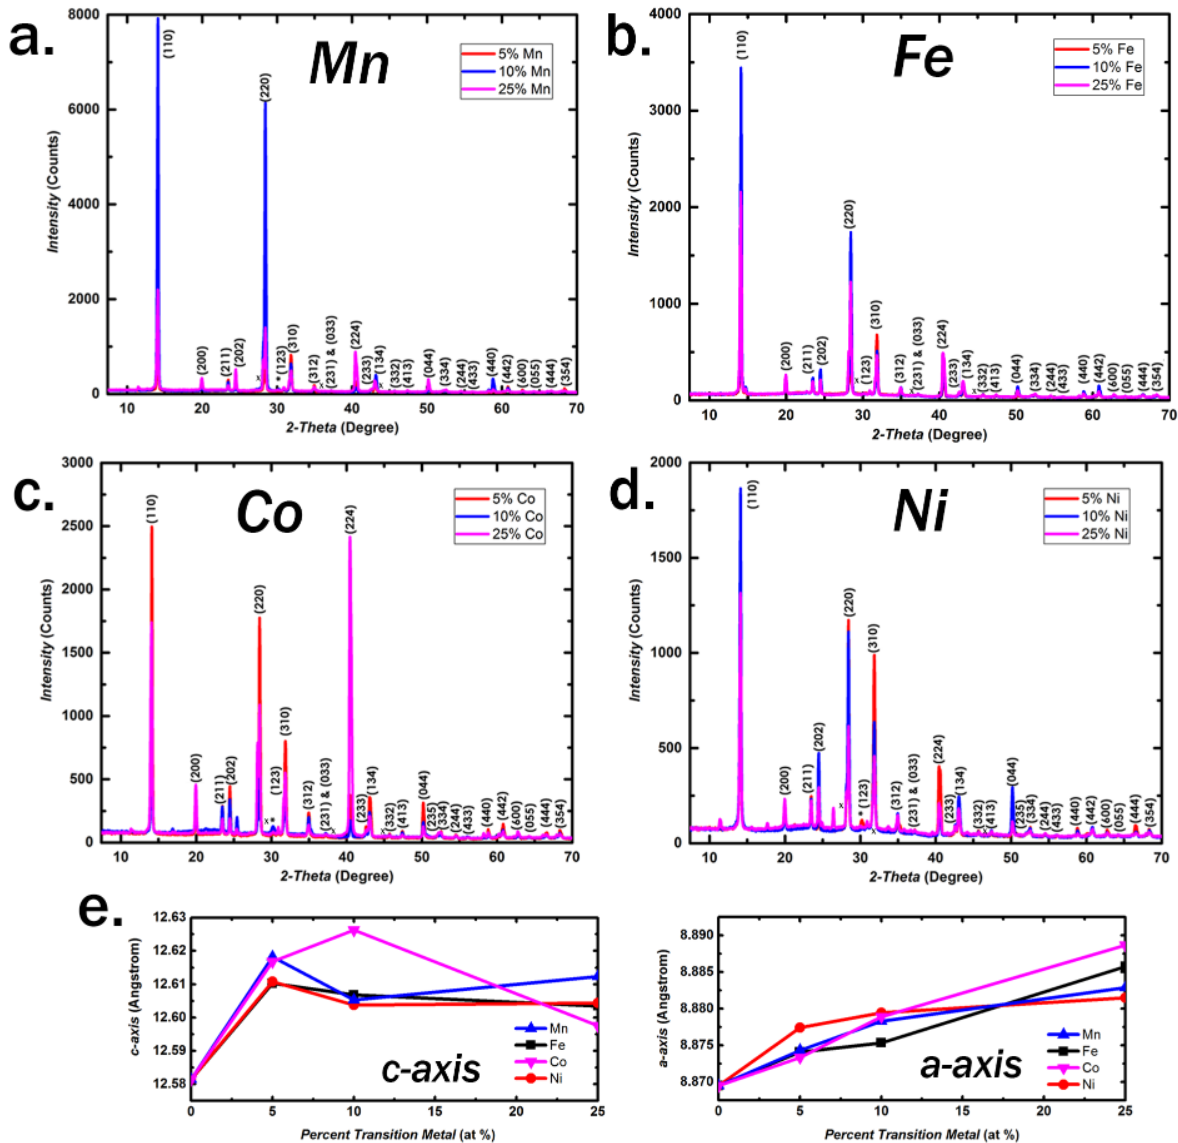 a.
Mn
5% Mn
10% Mn
25% Mn
8000
6000
4000
2000
0
Intensity (Counts)
(110)
(200)
(211)
(202)
x
(220)
*
(123)
(310)
(312)
x
(231) & (033)
(224)
(233)
(134)
x
(332)
(413)
(044)
(334)
(244)
(433)
(440)
(442)
(600)
(055)
(444)
(354)
10 20 30 40 50 60 70
2-Theta (Degree)
b.
Fe
5% Fe
10% Fe
25% Fe
4000
3000
2000
1000
0
Intensity (Counts)
(110)
(200)
(211)
(202)
(220)
x
(123)
(310)
(312)
x
(231) & (033)
(224)
(233)
(134)
x
(332)
(413)
(044)
(334)
(244)
(433)
(440)
(442)
(600)
(055)
(444)
(354)
10 20 30 40 50 60 70
2-Theta (Degree)
c.
Co
5% Co
10% Co
25% Co
3000
2500
2000
1500
1000
500
0
Intensity (Counts)
(110)
(200)
(211)
(202)
(220)
x
*
(123)
(310)
(312)
(231) & (033)
x
(224)
(233)
(134)
x
(332)
(413)
(044)
(235)
(334)
(244)
(433)
(440)
(442)
(600)
(055)
(444)
(354)
10 20 30 40 50 60 70
2-Theta (Degree)
d.
Ni
5% Ni
10% Ni
25% Ni
2000
1500
1000
500
0
Intensity (Counts)
(110)
(200)
(211)
(202)
x
(220)
*
(123)
x
(310)
(312)
(231) & (033)
(224)
(233)
(134)
(332)
x
(413)
(044)
(235)
(334)
(244)
(433)
(440)
(442)
(600)
(055)
(444)
(354)
10 20 30 40 50 60 70
2-Theta (Degree)
e.
12.63
12.62
12.61
12.60
12.59
12.58
c-axis (Angstrom)
Mn
Fe
Co
Ni
c-axis
0 5 10 15 20 25
Percent Transition Metal (at %)
8.890
8.885
8.880
8.875
8.870
a-axis (Angstrom)
Mn
Fe
Co
Ni
a-axis
0 5 10 15 20 25
Percent Transition Metal (at %)